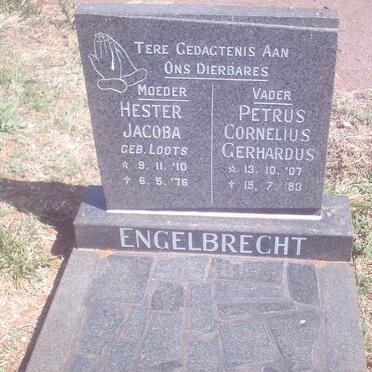 TERE GEDAGTENIS AAN
ONS DIERBARES
MOEDER
HESTER
JACOBA
GEB. LOOTS
☆ 9. 11. '10
✝ 6. 5. '76
VADER
PETRUS
CORNELIUS
GERHARDUS
☆ 13. 10. '07
✝ 15. 7. '83
ENGELBRECHT